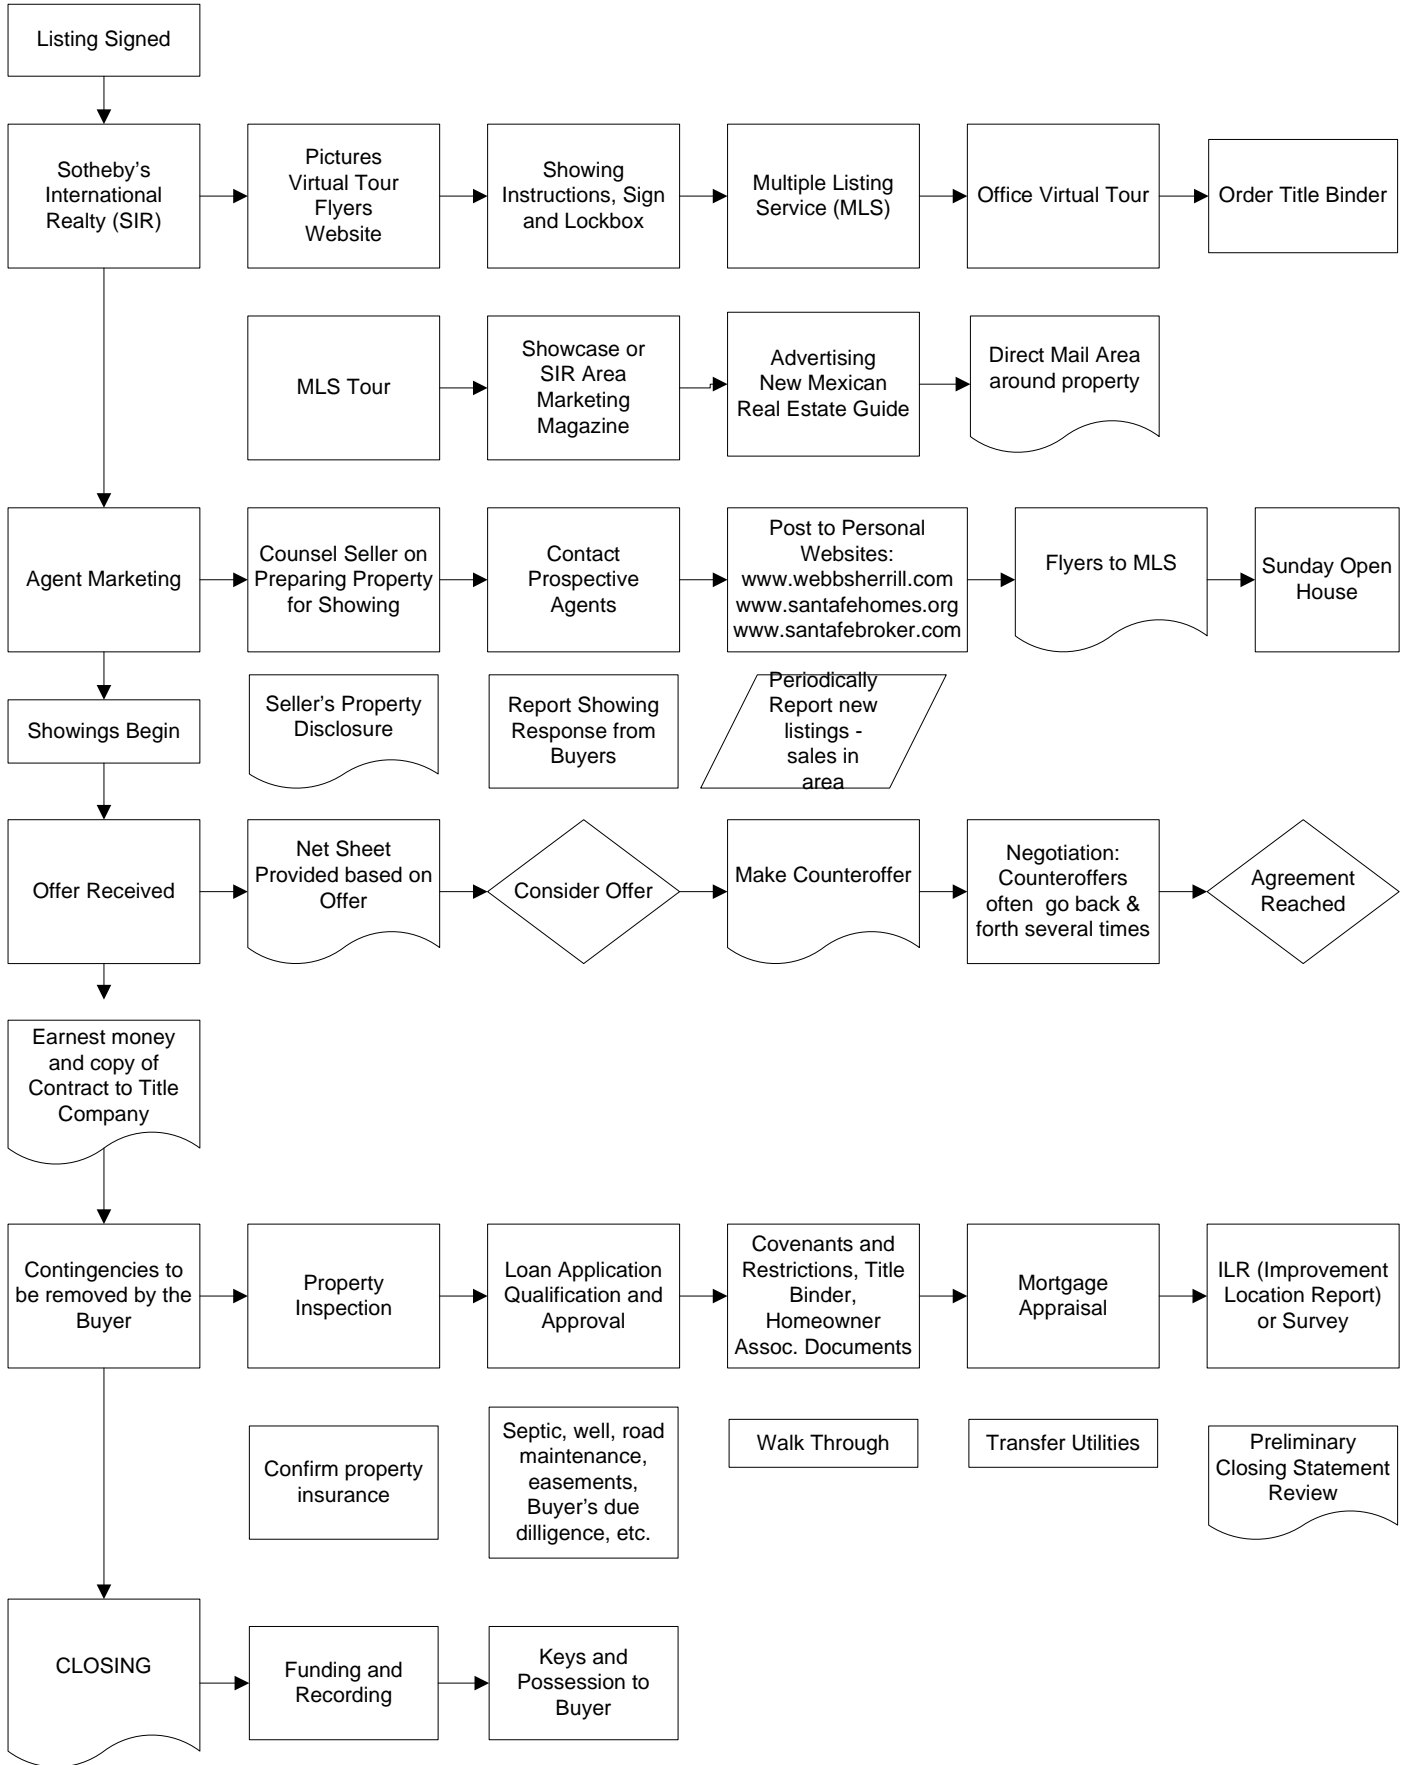 Listing Signed
Sotheby’s
International
Realty (SIR)
Pictures
Virtual Tour
Flyers
Website
Showing
Instructions, Sign
and Lockbox
Multiple Listing
Service (MLS)
Office Virtual Tour
Order Title Binder
MLS Tour
Showcase or
SIR Area
Marketing
Magazine
Advertising
New Mexican
Real Estate Guide
Direct Mail Area
around property
Agent Marketing
Counsel Seller on
Preparing Property
for Showing
Contact
Prospective
Agents
Post to Personal
Websites:
www.webbsherrill.com
www.santafehomes.org
www.santafebroker.com
Flyers to MLS
Sunday Open
House
Showings Begin
Seller’s Property
Disclosure
Report Showing
Response from
Buyers
Periodically
Report new
listings -
sales in
area
Offer Received
Net Sheet
Provided based on
Offer
Consider Offer
Make Counteroffer
Negotiation:
Counteroffers
often  go back &
forth several times
Agreement
Reached
Earnest money
and copy of
Contract to Title
Company
Contingencies to
be removed by the
Buyer
Property
Inspection
Loan Application
Qualification and
Approval
Covenants and
Restrictions, Title
Binder,
Homeowner
Assoc. Documents
Mortgage
Appraisal
ILR (Improvement
Location Report)
or Survey
Confirm property
insurance
Septic, well, road
maintenance,
easements,
Buyer’s due
dilligence, etc.
Walk Through
Transfer Utilities
Preliminary
Closing Statement
Review
CLOSING
Funding and
Recording
Keys and
Possession to
Buyer